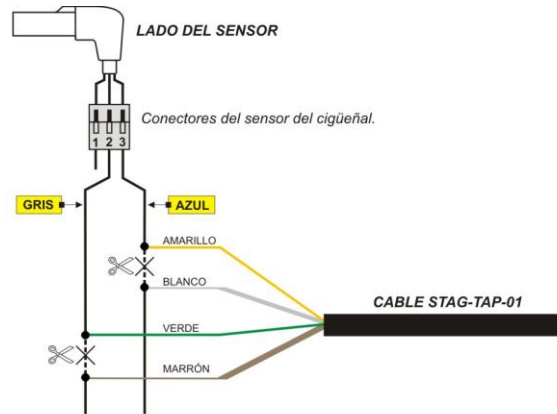 LADO DEL SENSOR
Conectores del sensor del cigüeñal.
1 2 3
GRIS
AZUL
AMARILLO
BLANCO
CABLE STAG-TAP-01
VERDE
MARRÓN